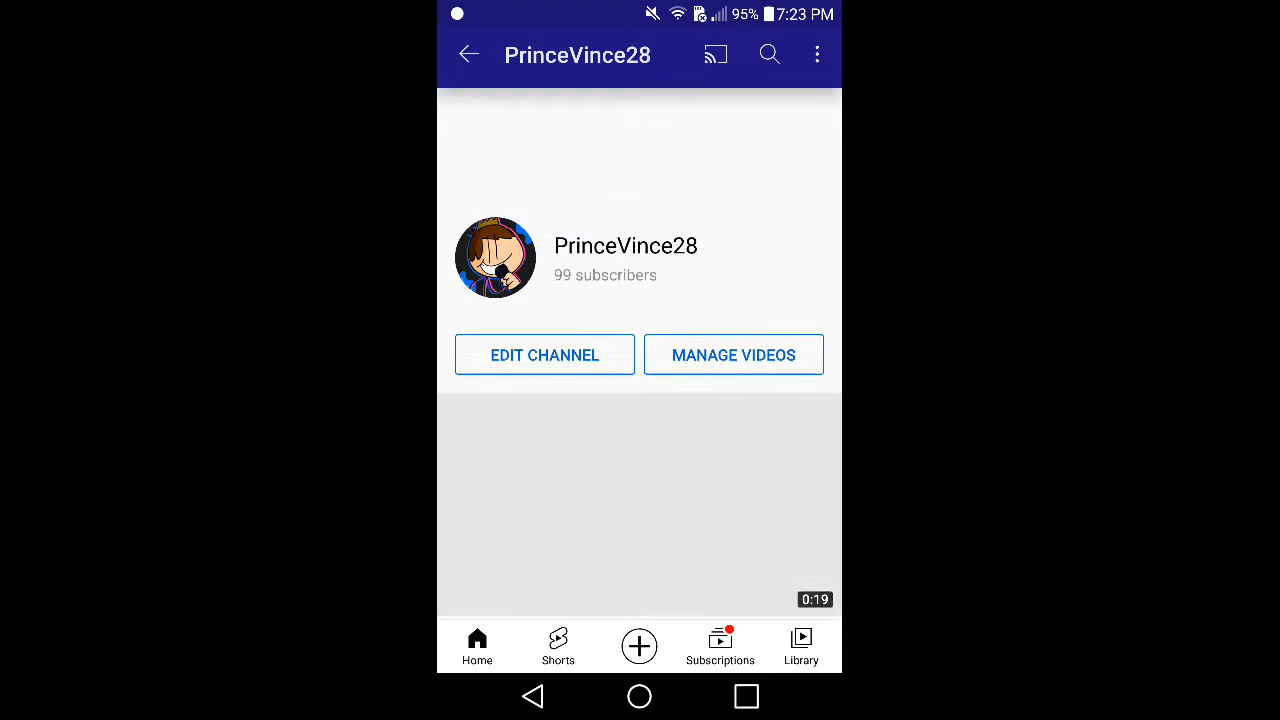 95% 7:23 PM
PrinceVince28
PrinceVince28
99 subscribers
EDIT CHANNEL MANAGE VIDEOS
0:19
Home Shorts Subscriptions Library